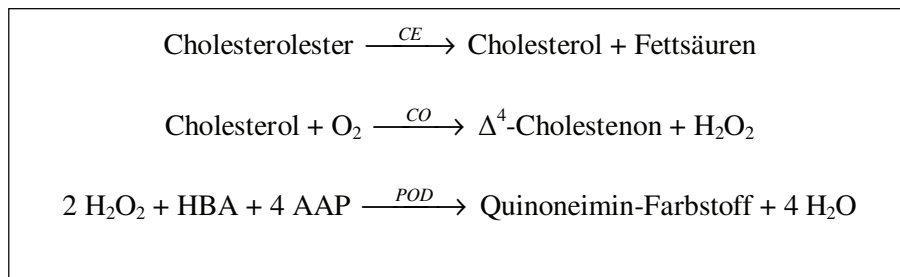 Cholesterolester —CE→ Cholesterol + Fettsäuren
Cholesterol + O₂ —CO→ Δ⁴-Cholestenon + H₂O₂
2 H₂O₂ + HBA + 4 AAP —POD→ Quinoneimin-Farbstoff + 4 H₂O